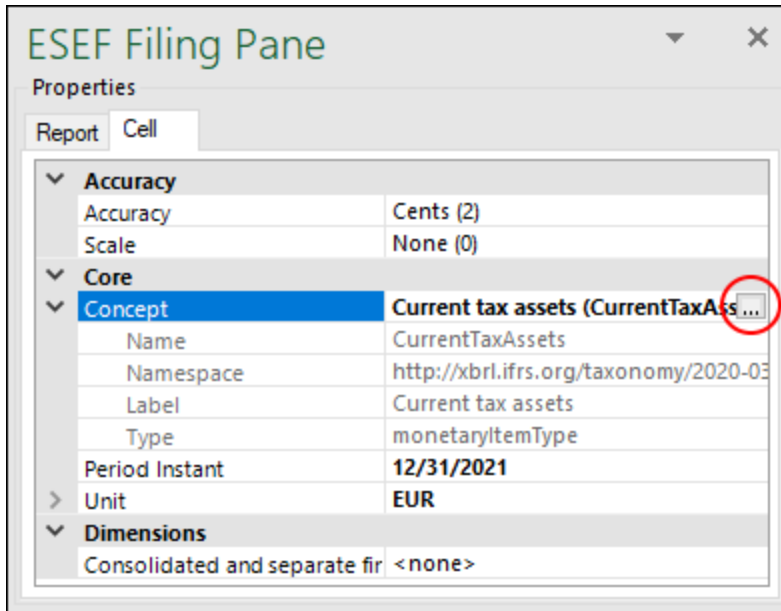 ESEF Filing Pane
Properties
Report Cell
Accuracy
Accuracy Cents (2)
Scale None (0)
Core
Concept Current tax assets (CurrentTaxAss ...
Name CurrentTaxAssets
Namespace http://xbrl.ifrs.org/taxonomy/2020-03
Label Current tax assets
Type monetaryItemType
Period Instant 12/31/2021
Unit EUR
Dimensions
Consolidated and separate fir <none>